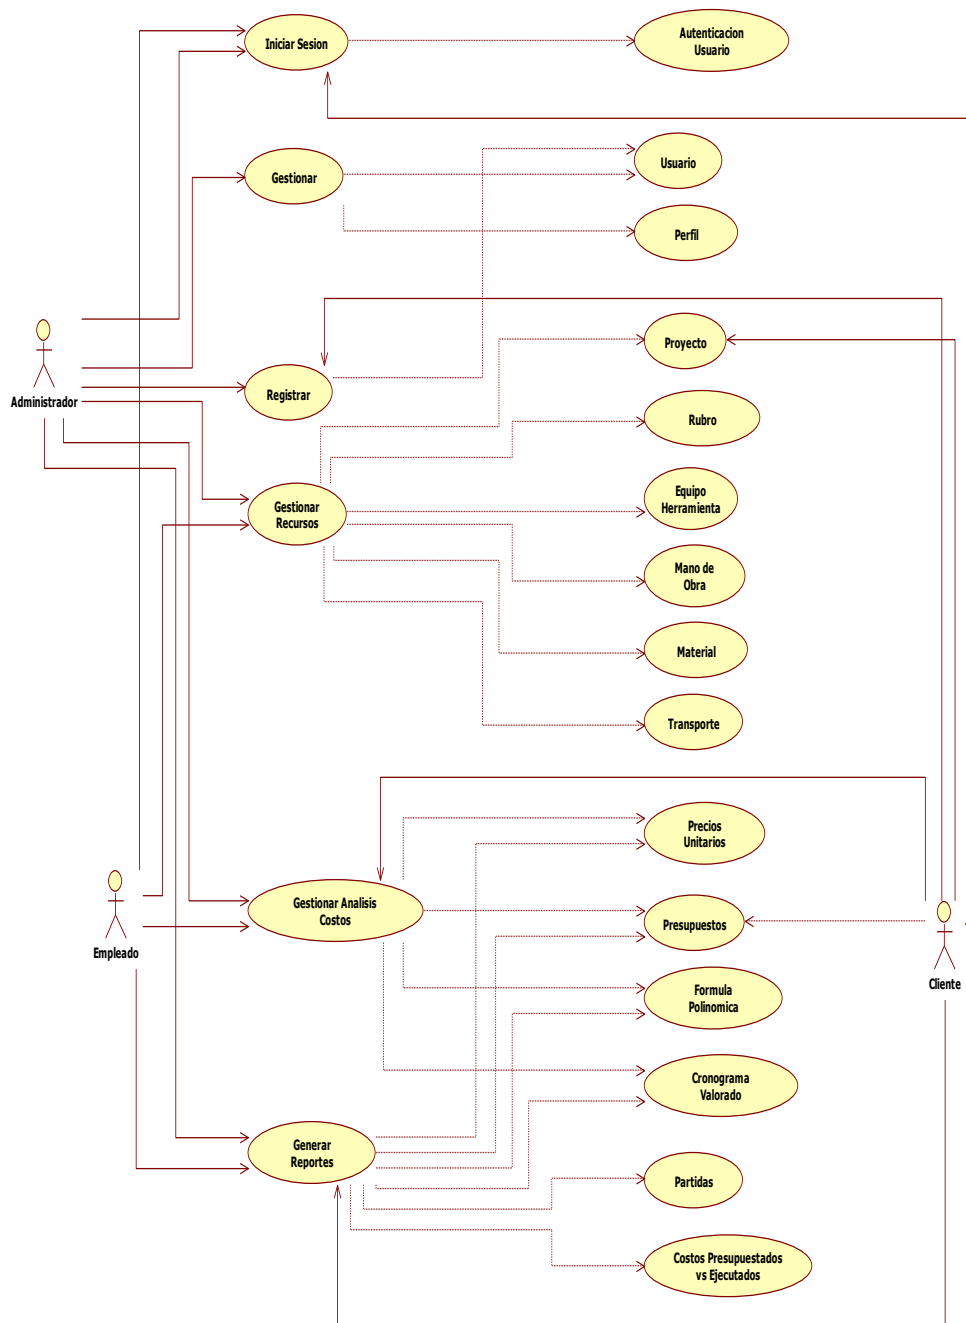 Iniciar Sesion
Autenticacion
Usuario
Gestionar
Usuario
Perfil
Administrador
Registrar
Proyecto
Rubro
Gestionar
Recursos
Equipo
Herramienta
Mano de
Obra
Material
Transporte
Precios
Unitarios
Gestionar Analisis
Costos
Presupuestos
Empleado
Cliente
Formula
Polinomica
Cronograma
Valorado
Generar
Reportes
Partidas
Costos Presupuestados
vs Ejecutados